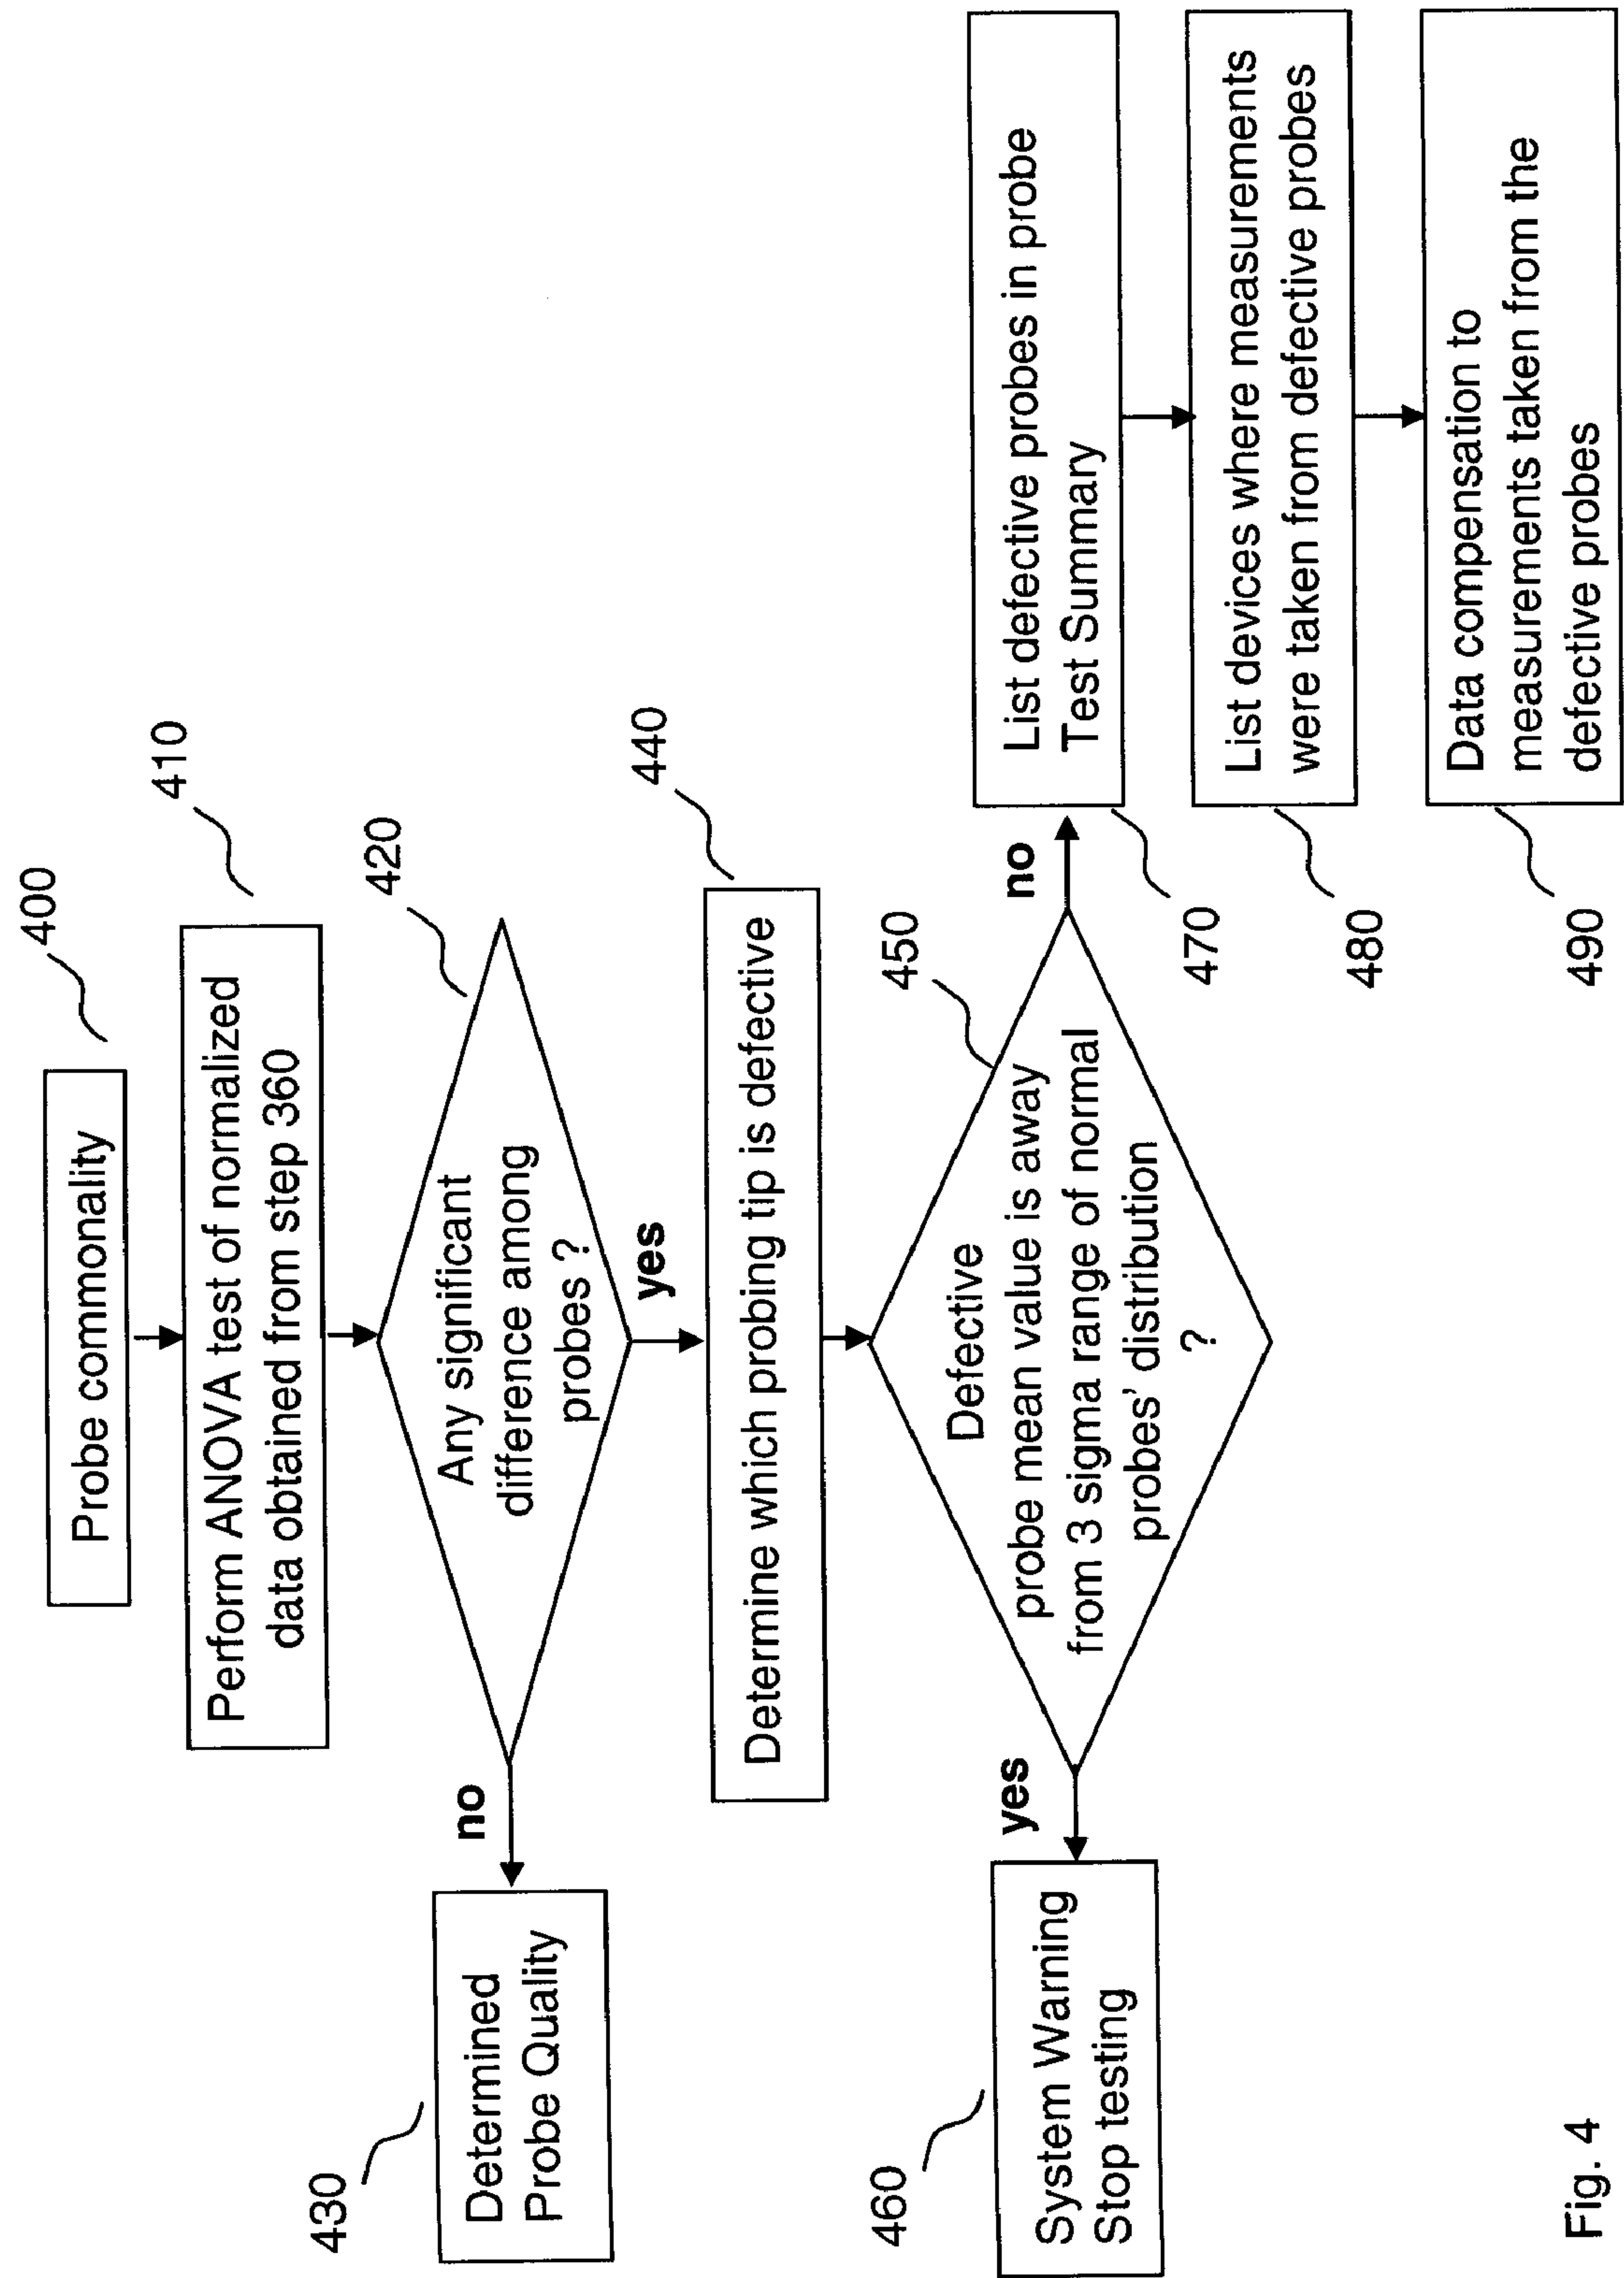 400
Probe commonality
410
Perform ANOVA test of normalized
data obtained from step 360
420
Any significant
difference among
probes ?
no
430
Determined
Probe Quality
yes
440
Determine which probing tip is defective
450
Defective
probe mean value is away
from 3 sigma range of normal
probes' distribution
?
yes
460
System Warning
Stop testing
no
470
List defective probes in probe
Test Summary
480
List devices where measurements
were taken from defective probes
490
Data compensation to
measurements taken from the
defective probes
Fig. 4